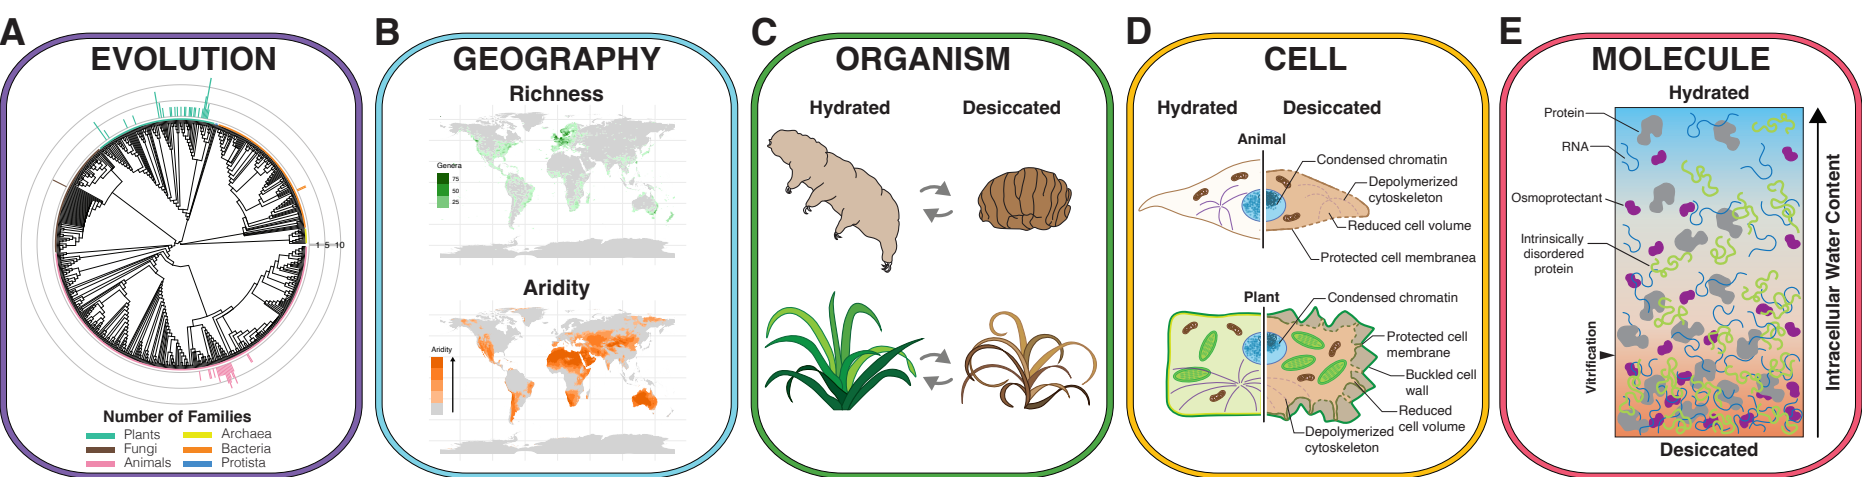 A
EVOLUTION
1 5 10
Number of Families
Plants
Fungi
Animals
Archaea
Bacteria
Protista
B
GEOGRAPHY
Richness
Genera
75
50
25
Aridity
Aridity
C
ORGANISM
Hydrated
Desiccated
D
CELL
Hydrated
Desiccated
Animal
Condensed chromatin
Depolymerized
cytoskeleton
Reduced cell volume
Protected cell membranea
Plant
Condensed chromatin
Protected cell
membrane
Buckled cell
wall
Reduced
cell volume
Depolymerized
cytoskeleton
E
MOLECULE
Hydrated
Protein
RNA
Osmoprotectant
Intrinsically
disordered
protein
Vitrification
Intracellular Water Content
Desiccated